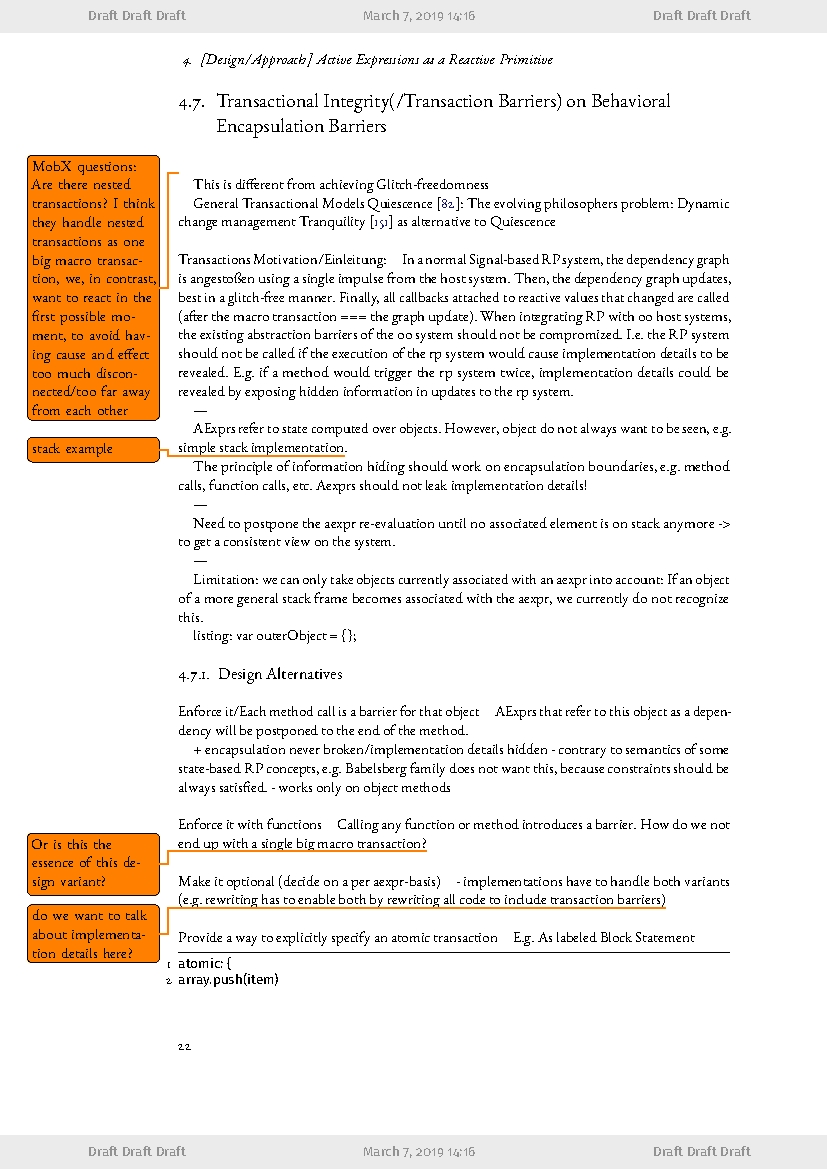 Draft Draft Draft March 7, 2019 14:16 Draft Draft Draft
4. [Design/Approach] Active Expressions as a Reactive Primitive
4.7. Transactional Integrity(/Transaction Barriers) on Behavioral
Encapsulation Barriers
MobX questions:
Are there nested
transactions? I think
they handle nested
transactions as one
big macro transac-
tion, we, in contrast,
want to react in the
first possible mo-
ment, to avoid hav-
ing cause and effect
too much discon-
nected/too far away
from each other
This is different from achieving Glitch-freedomness
General Transactional Models Quiescence [82]: The evolving philosophers problem: Dynamic
change management Tranquility [151] as alternative to Quiescence
Transactions Motivation/Einleitung: In a normal Signal-based RP system, the dependency graph
is angestoßen using a single impulse from the host system. Then, the dependency graph updates,
best in a glitch-free manner. Finally, all callbacks attached to reactive values that changed are called
(after the macro transaction === the graph update). When integrating RP with oo host systems,
the existing abstraction barriers of the oo system should not be compromized. I.e. the RP system
should not be called if the execution of the rp system would cause implementation details to be
revealed. E.g. if a method would trigger the rp system twice, implementation details could be
revealed by exposing hidden information in updates to the rp system.
—
AExprs refer to state computed over objects. However, object do not always want to be seen, e.g.
simple stack implementation.
stack example
The principle of information hiding should work on encapsulation boundaries, e.g. method
calls, function calls, etc. Aexprs should not leak implementation details!
—
Need to postpone the aexpr re-evaluation until no associated element is on stack anymore ->
to get a consistent view on the system.
—
Limitation: we can only take objects currently associated with an aexpr into account: If an object
of a more general stack frame becomes associated with the aexpr, we currently do not recognize
this.
listing: var outerObject = {};
4.7.1. Design Alternatives
Enforce it/Each method call is a barrier for that object AExprs that refer to this object as a depen-
dency will be postponed to the end of the method.
+ encapsulation never broken/implementation details hidden - contrary to semantics of some
state-based RP concepts, e.g. Babelsberg family does not want this, because constraints should be
always satisfied. - works only on object methods
Enforce it with functions Calling any function or method introduces a barrier. How do we not
end up with a single big macro transaction?
Or is this the
essence of this de-
sign variant?
Make it optional (decide on a per aexpr-basis) - implementations have to handle both variants
(e.g. rewriting has to enable both by rewriting all code to include transaction barriers)
do we want to talk
about implementa-
tion details here?
Provide a way to explicitly specify an atomic transaction E.g. As labeled Block Statement
1 atomic: {
2 array.push(item)
22
Draft Draft Draft March 7, 2019 14:16 Draft Draft Draft